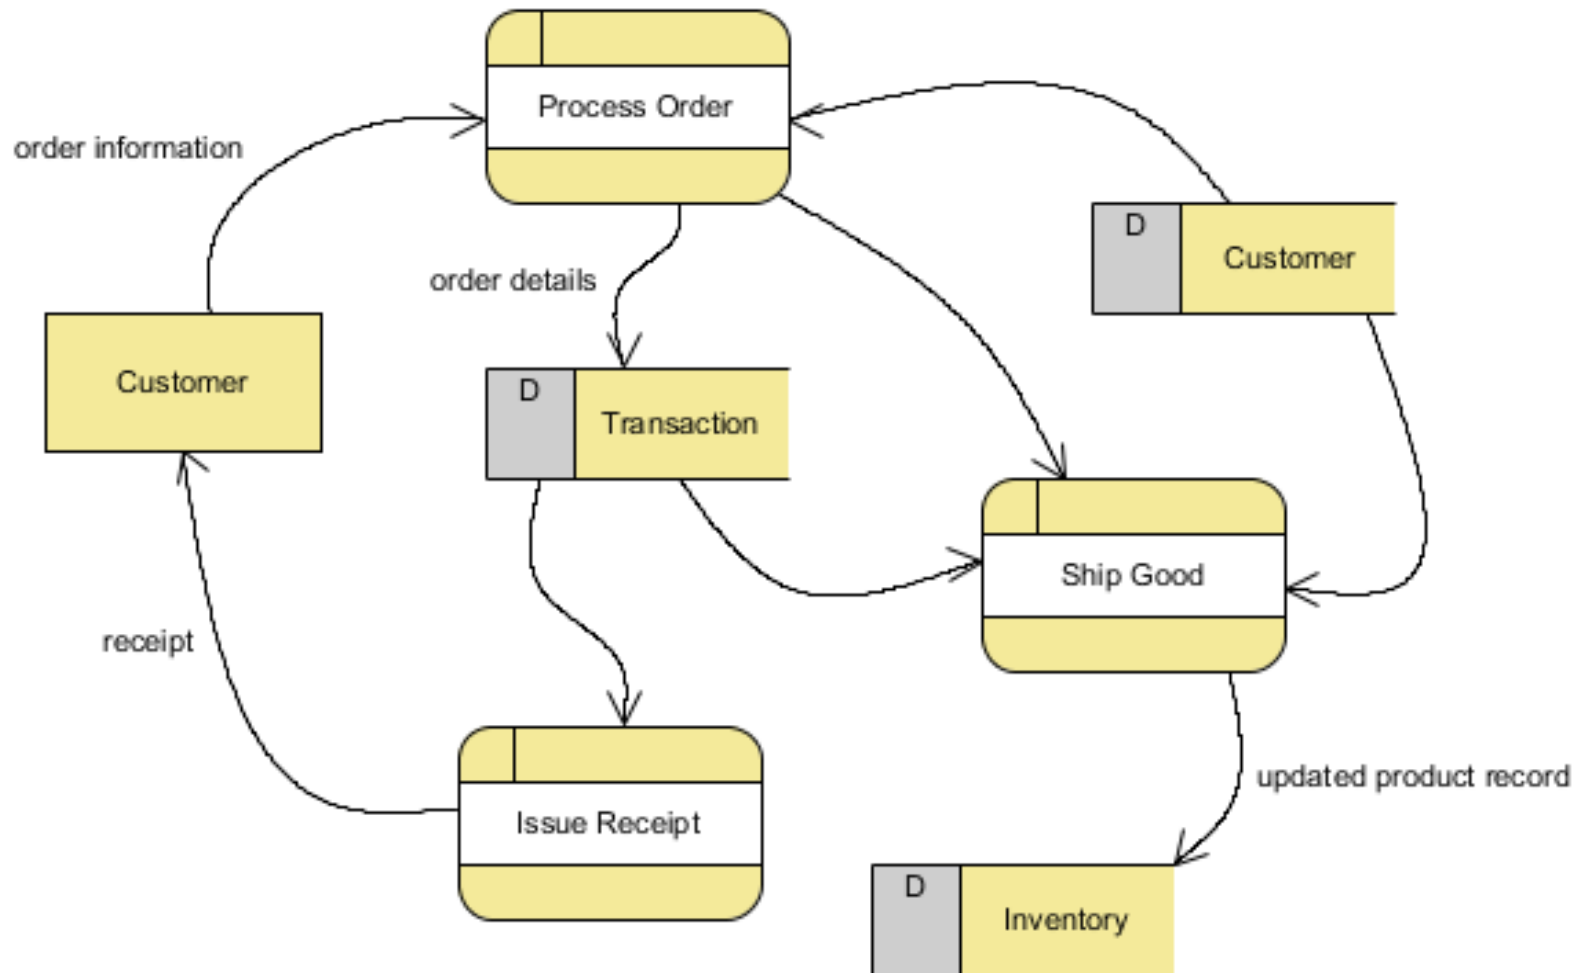 Process Order
order information
D
Customer
order details
Customer
D
Transaction
Ship Good
receipt
updated product record
Issue Receipt
D
Inventory